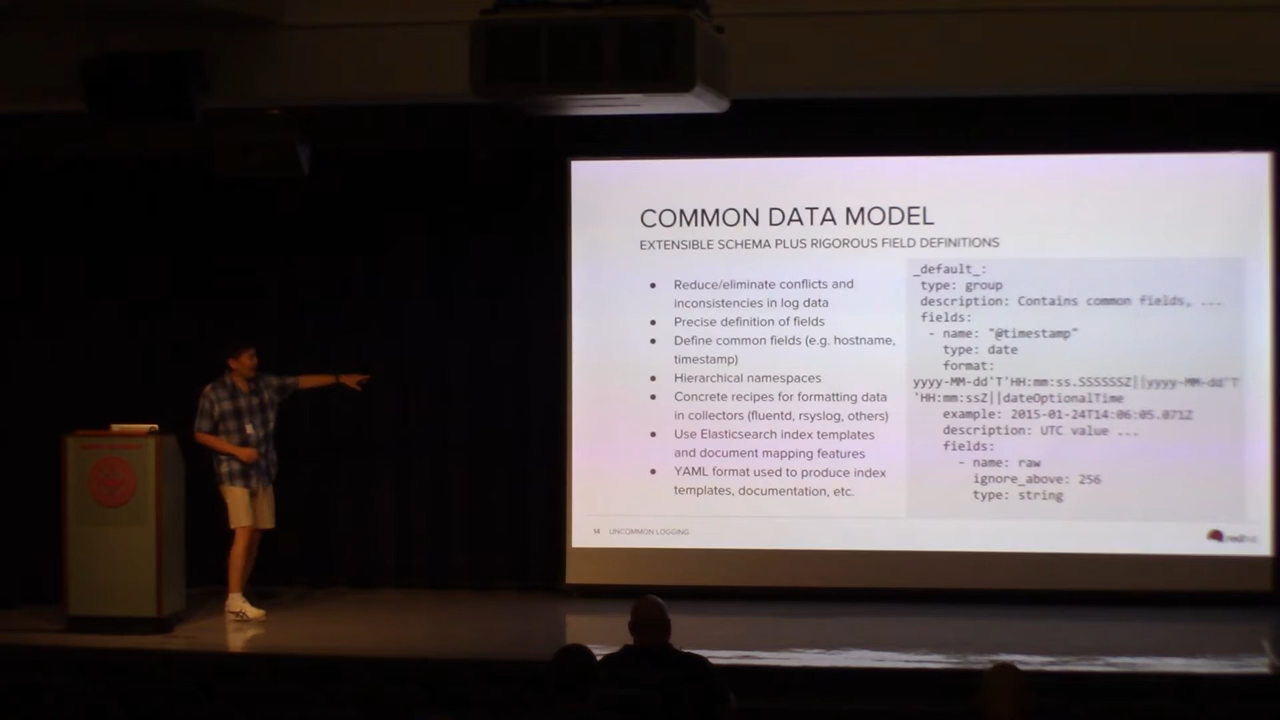 COMMON DATA MODEL
EXTENSIBLE SCHEMA PLUS RIGOROUS FIELD DEFINITIONS
● Reduce/eliminate conflicts and
inconsistencies in log data
● Precise definition of fields
● Define common fields (e.g. hostname,
timestamp)
● Hierarchical namespaces
● Concrete recipes for formatting data
in collectors (fluentd, rsyslog, others)
● Use Elasticsearch index templates
and document mapping features
● YAML format used to produce index
templates, documentation, etc.
_default_:
type: group
description: Contains common fields, ...
fields:
- name: "@timestamp"
type: date
format:
yyyy-MM-dd'T'HH:mm:ss.SSSSSSZ||yyyy-MM-dd'T
'HH:mm:ssZ||dateOptionalTime
example: 2015-01-24T14:06:05.071Z
description: UTC value ...
fields:
- name: raw
ignore_above: 256
type: string
14 UNCOMMON LOGGING
redhat